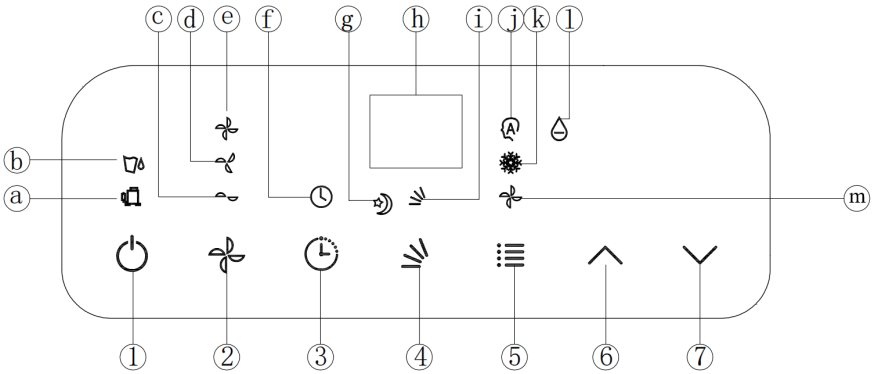 ⓒ ⓓ ⓔ ⓕ ⓖ ⓗ ⓘ ⓙ ⓚ ⓛ
A
ⓑ
ⓐ ⓜ
① ② ③ ④ ⑤ ⑥ ⑦